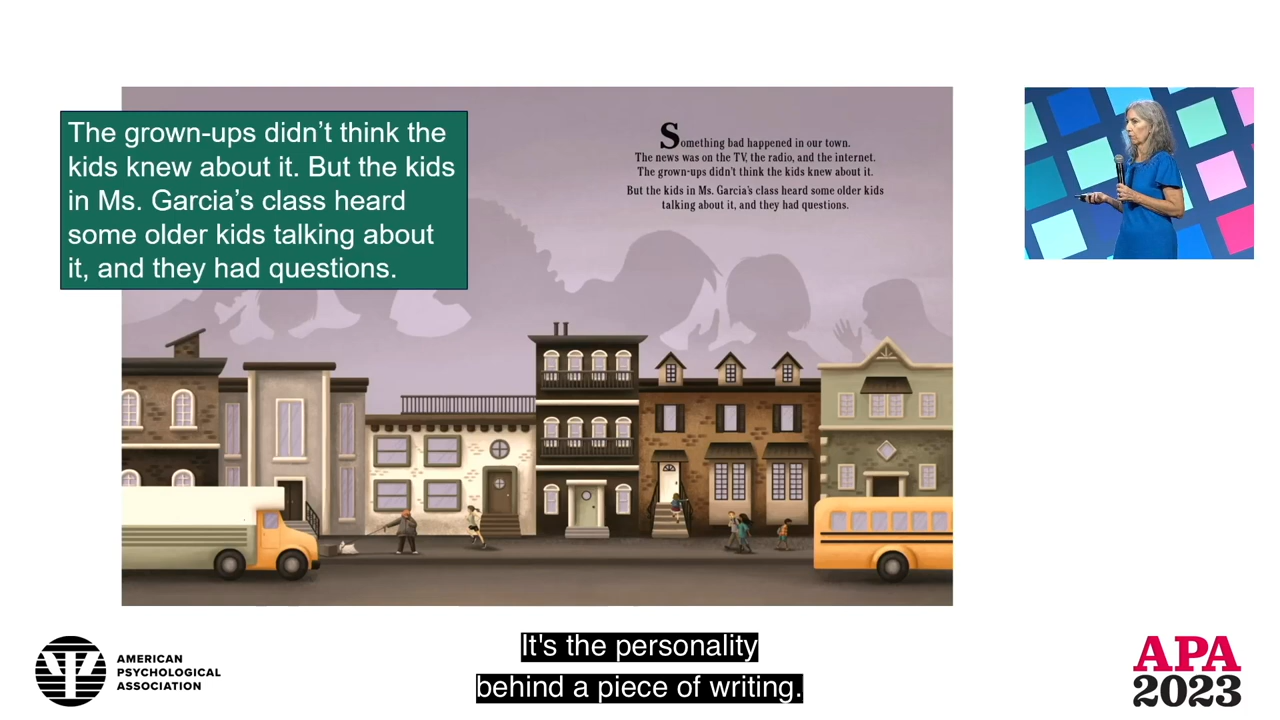 The grown-ups didn’t think the
kids knew about it. But the kids
in Ms. Garcia’s class heard
some older kids talking about
it, and they had questions.
Something bad happened in our town.
The news was on the TV, the radio, and the internet.
The grown-ups didn’t think the kids knew about it.
But the kids in Ms. Garcia’s class heard some older kids
talking about it, and they had questions.
AMERICAN
PSYCHOLOGICAL
ASSOCIATION
It's the personality
behind a piece of writing.
APA
2023